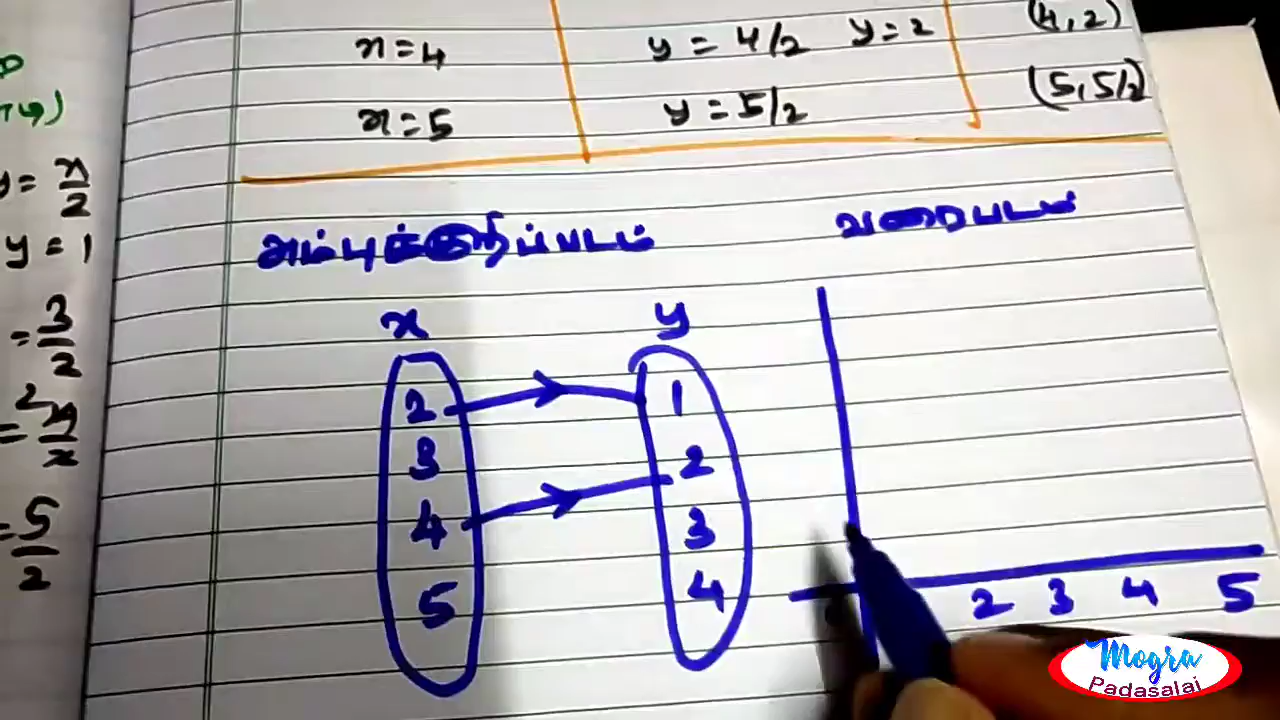 x=4 y = 4/2 y = 2 (4,2)
x=5 y = 5/2 (5,5/2)
y= x/2
y = 1
= 3/2
5/2
அம்புக்குறிப்படம் வரைபடம்
x y
2 1
3 2
4 3
5 4
2 3 4 5
Mogra
Padasalai